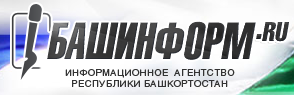 БАШИНФОРМ.RU
ИНФОРМАЦИОННОЕ АГЕНТСТВО
РЕСПУБЛИКИ БАШКОРТОСТАН